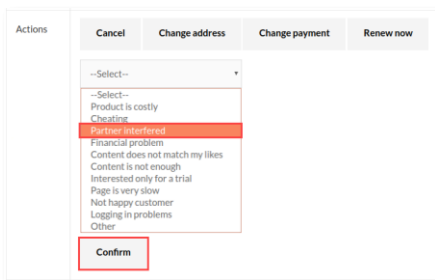 Actions
Cancel Change address Change payment Renew now
--Select--
--Select--
Product is costly
Cheating
Partner interfered
Financial problem
Content does not match my likes
Content is not enough
Interested only for a trial
Page is very slow
Not happy customer
Logging in problems
Other
Confirm